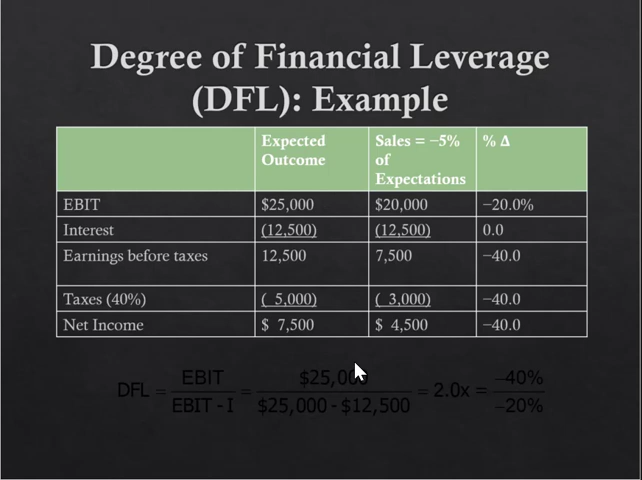 Degree of Financial Leverage
(DFL): Example
Expected Outcome | Sales = −5% of Expectations | % Δ
EBIT | $25,000 | $20,000 | −20.0%
Interest | (12,500) | (12,500) | 0.0
Earnings before taxes | 12,500 | 7,500 | −40.0
Taxes (40%) | ( 5,000) | ( 3,000) | −40.0
Net Income | $ 7,500 | $ 4,500 | −40.0
DFL = EBIT / EBIT - I = $25,000 / $25,000 - $12,500 = 2.0x = −40% / −20%